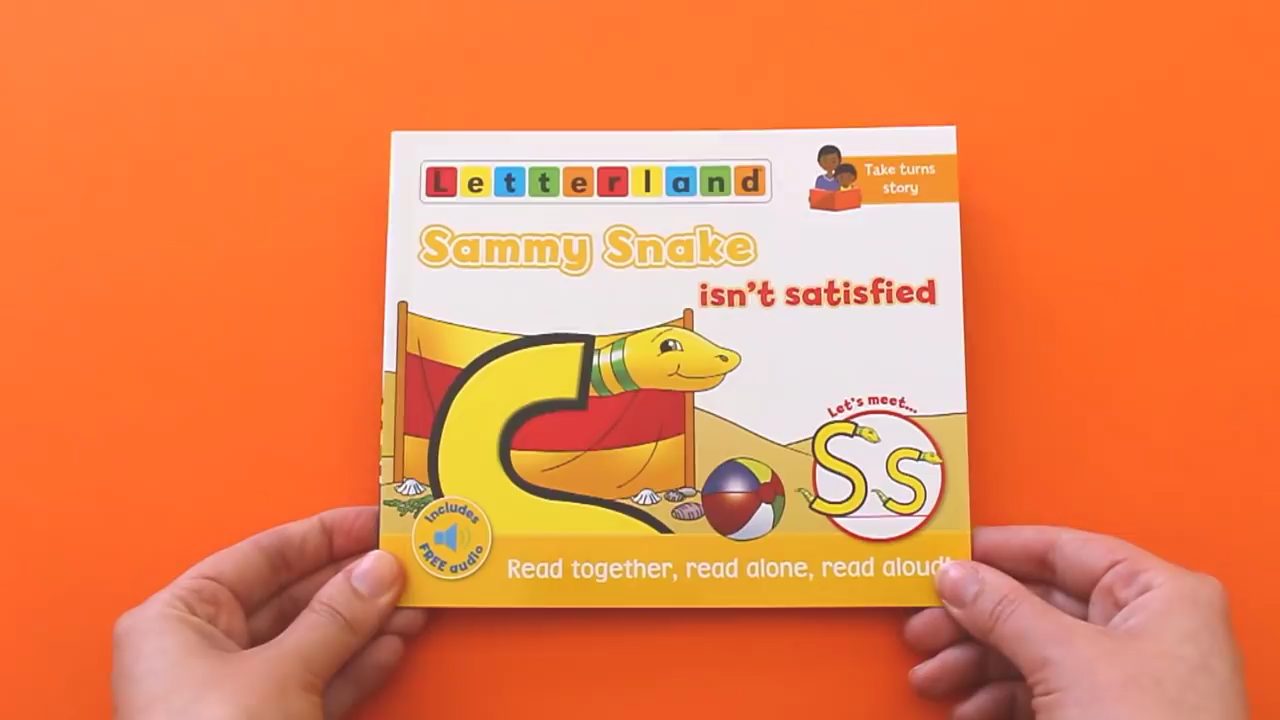 Letterland
Take turns
story
Sammy Snake
isn't satisfied
Let's meet...
Ss
Includes
FREE audio
Read together, read alone, read aloud!